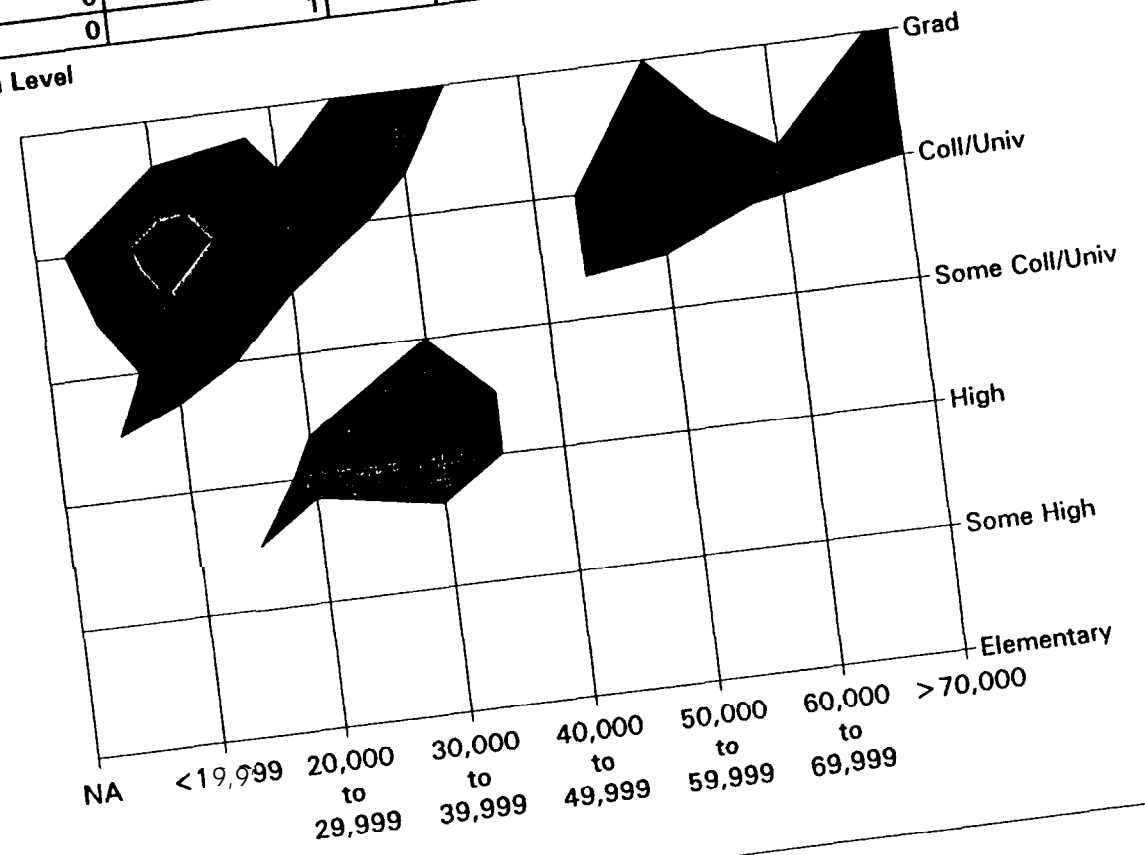 0
1
Level
Grad
Coll/Univ
Some Coll/Univ
High
Some High
Elementary
NA
<19,999
20,000
to
29,999
30,000
to
39,999
40,000
to
49,999
50,000
to
59,999
60,000
to
69,999
>70,000